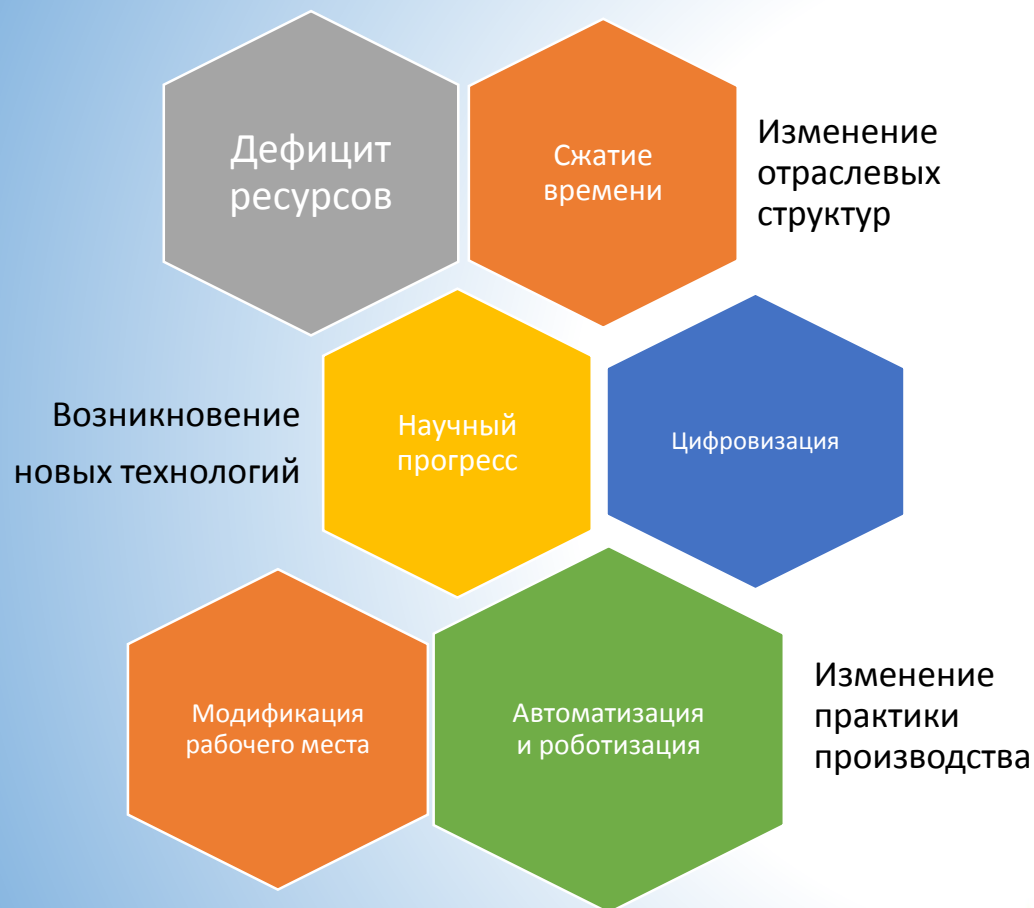 Дефицит
ресурсов
Сжатие
времени
Изменение
отраслевых
структур
Возникновение
новых технологий
Научный
прогресс
Цифровизация
Модификация
рабочего места
Автоматизация
и роботизация
Изменение
практики
производства